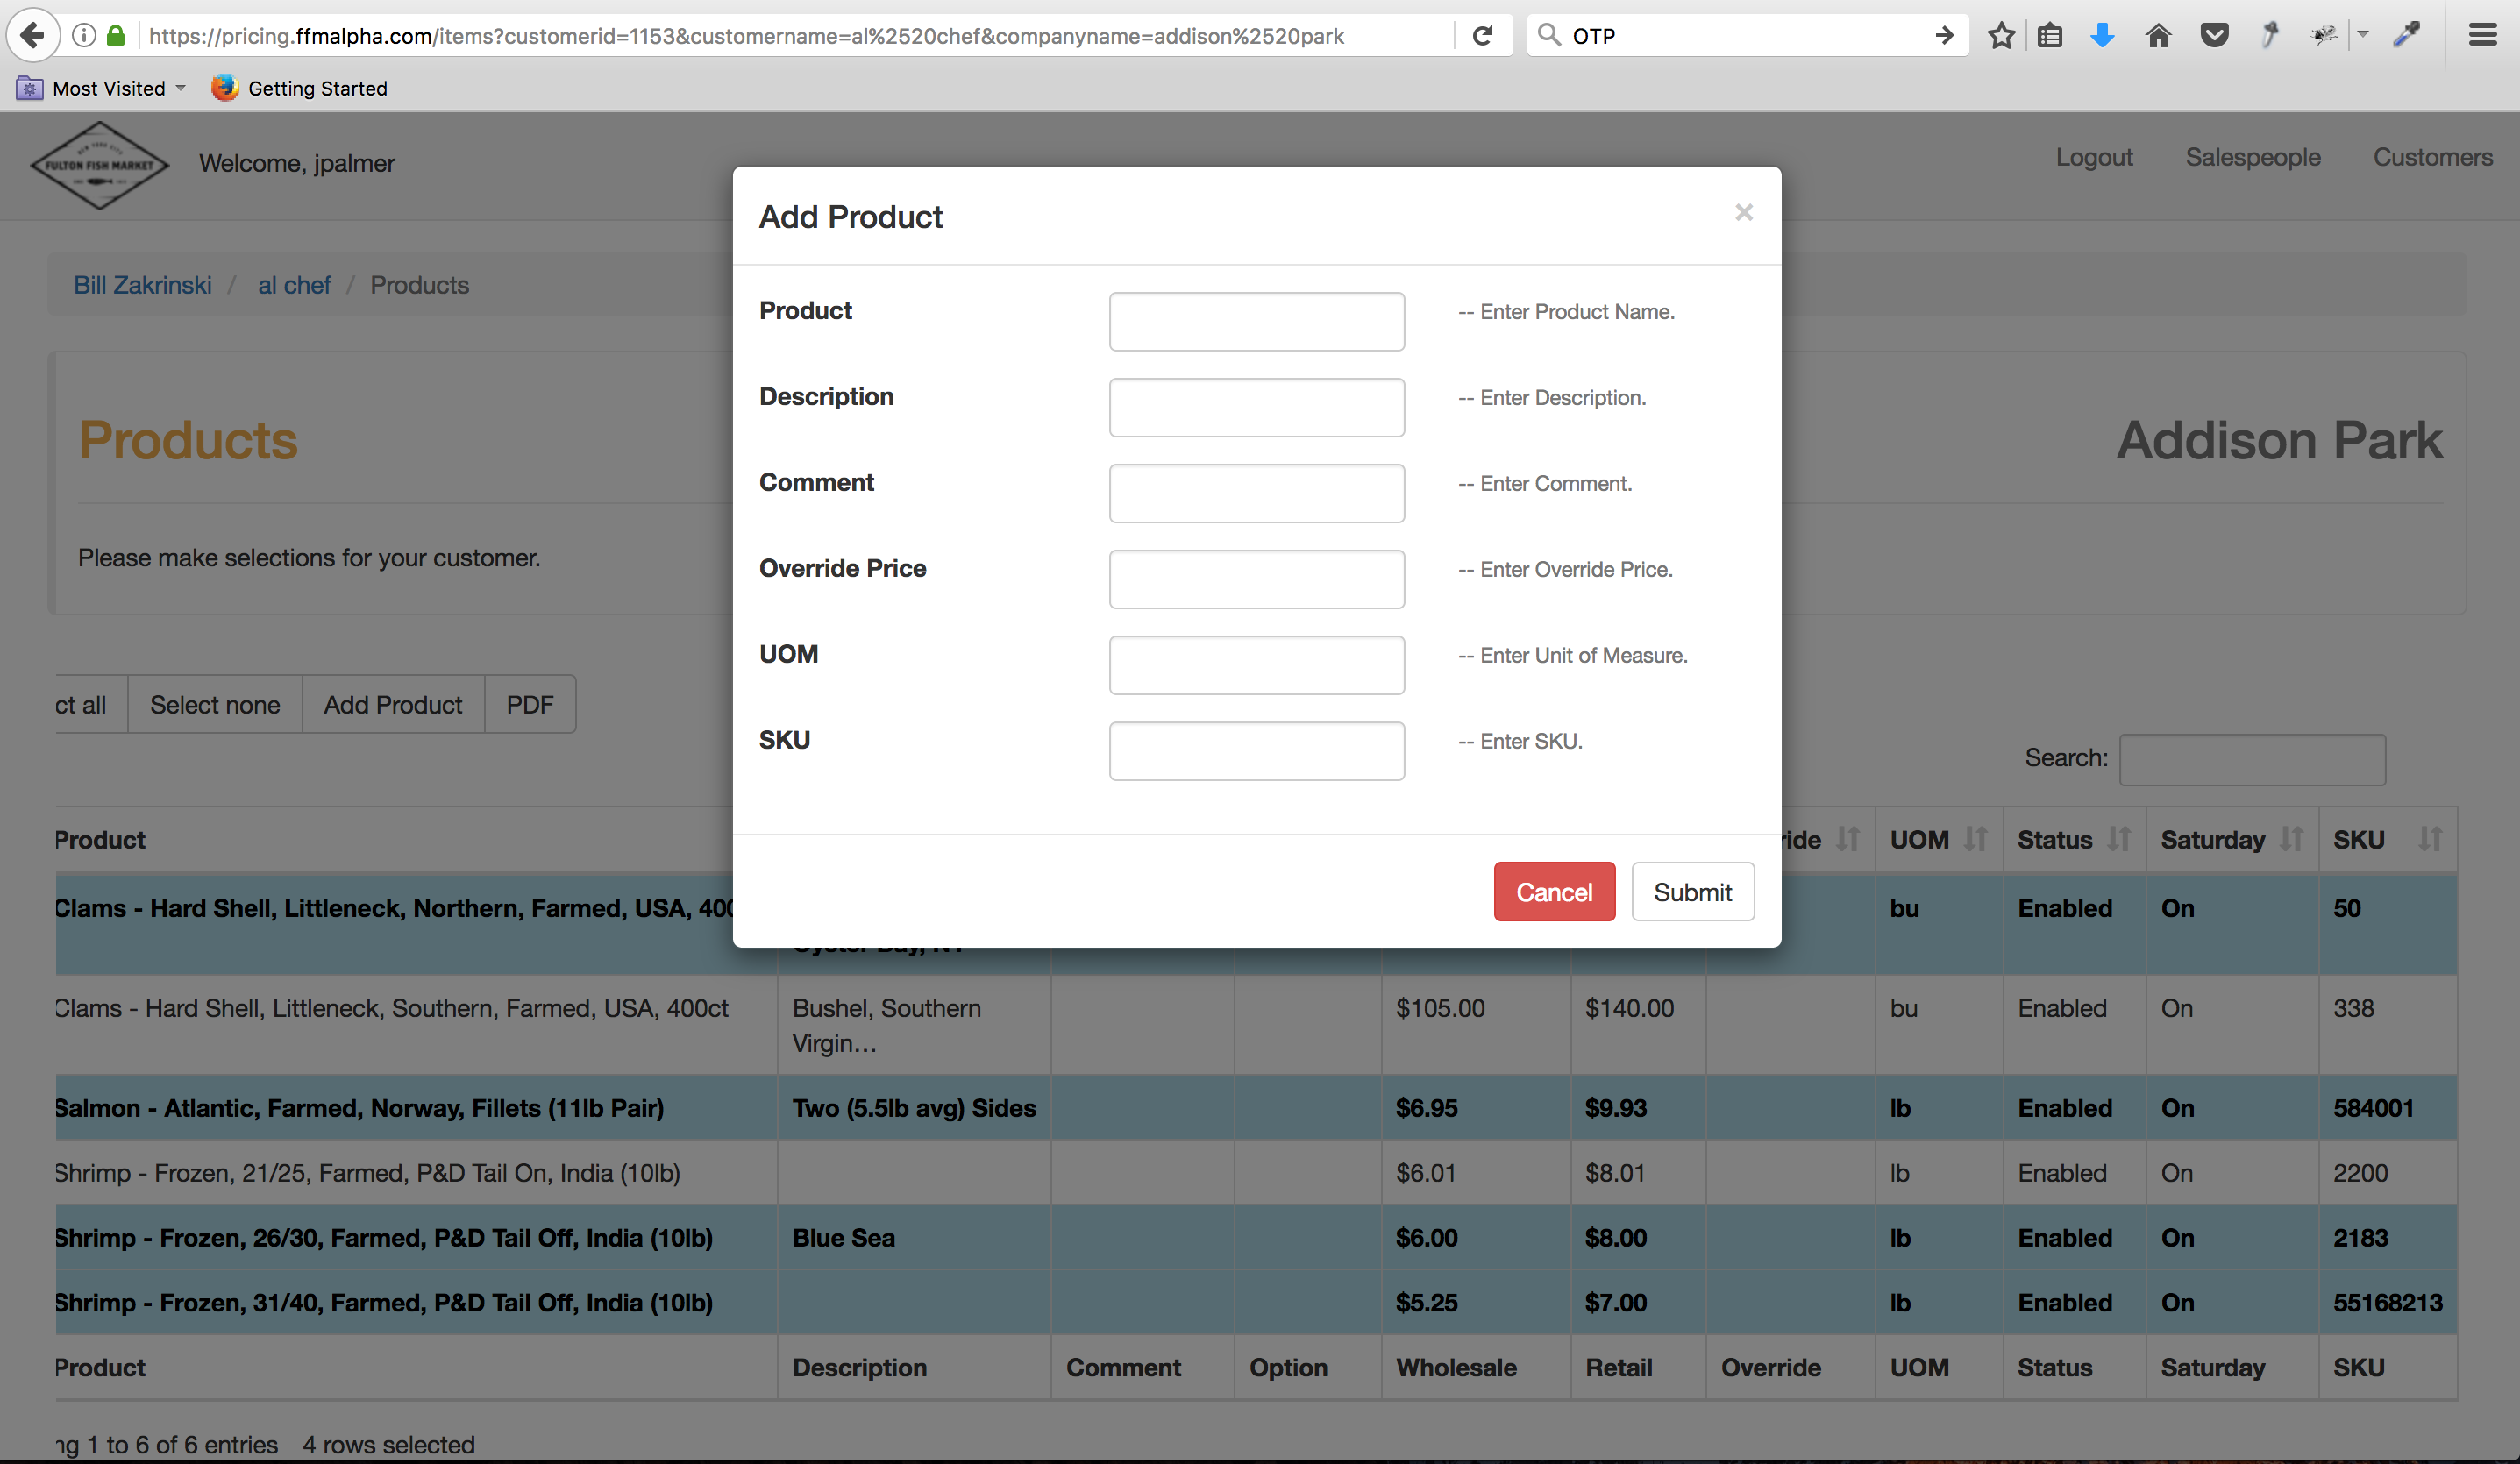 https://pricing.ffmalpha.com/items?customerid=1153&customername=al%2520chef&companyname=addison%2520park
OTP
Most Visited
Getting Started
NEW YORK CITY
FULTON FISH MARKET
Welcome, jpalmer
Logout Salespeople Customers
Bill Zakrinski / al chef / Products
Products
Addison Park
Please make selections for your customer.
ct all Select none Add Product PDF
Add Product ×
Product -- Enter Product Name.
Description -- Enter Description.
Comment -- Enter Comment.
Override Price -- Enter Override Price.
UOM -- Enter Unit of Measure.
SKU -- Enter SKU.
Cancel Submit
Search:
Product ride UOM Status Saturday SKU
Clams - Hard Shell, Littleneck, Northern, Farmed, USA, 400 bu Enabled On 50
Oyster Bay, NY
Clams - Hard Shell, Littleneck, Southern, Farmed, USA, 400ct Bushel, Southern $105.00 $140.00 bu Enabled On 338
Virgin...
Salmon - Atlantic, Farmed, Norway, Fillets (11lb Pair) Two (5.5lb avg) Sides $6.95 $9.93 lb Enabled On 584001
Shrimp - Frozen, 21/25, Farmed, P&D Tail On, India (10lb) $6.01 $8.01 lb Enabled On 2200
Shrimp - Frozen, 26/30, Farmed, P&D Tail Off, India (10lb) Blue Sea $6.00 $8.00 lb Enabled On 2183
Shrimp - Frozen, 31/40, Farmed, P&D Tail Off, India (10lb) $5.25 $7.00 lb Enabled On 55168213
Product Description Comment Option Wholesale Retail Override UOM Status Saturday SKU
ng 1 to 6 of 6 entries 4 rows selected